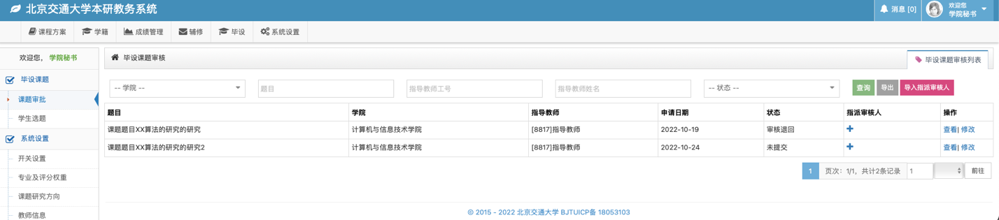 北京交通大学本研教务系统
消息 [0]
欢迎您
学院秘书
课程方案
学籍
成绩管理
辅修
毕设
系统设置
欢迎您， 学院秘书
毕设课题
课题审批
学生选题
系统设置
开关设置
专业及评分权重
课题研究方向
教师信息
毕设课题审核
毕设课题审核列表
-- 学院 --
题目
指导教师工号
指导教师姓名
-- 状态 --
查询
导出
导入指派审核人
题目 学院 指导教师 申请日期 状态 指派审核人 操作
课题题目XX算法的研究的研究 计算机与信息技术学院 [8817]指导教师 2022-10-19 审核退回 查看| 修改
课题题目XX算法的研究的研究2 计算机与信息技术学院 [8817]指导教师 2022-10-24 未提交 查看| 修改
1 页次：1/1，共计2条记录 1 前往
© 2015 - 2022 北京交通大学 BJTUICP备 18053103